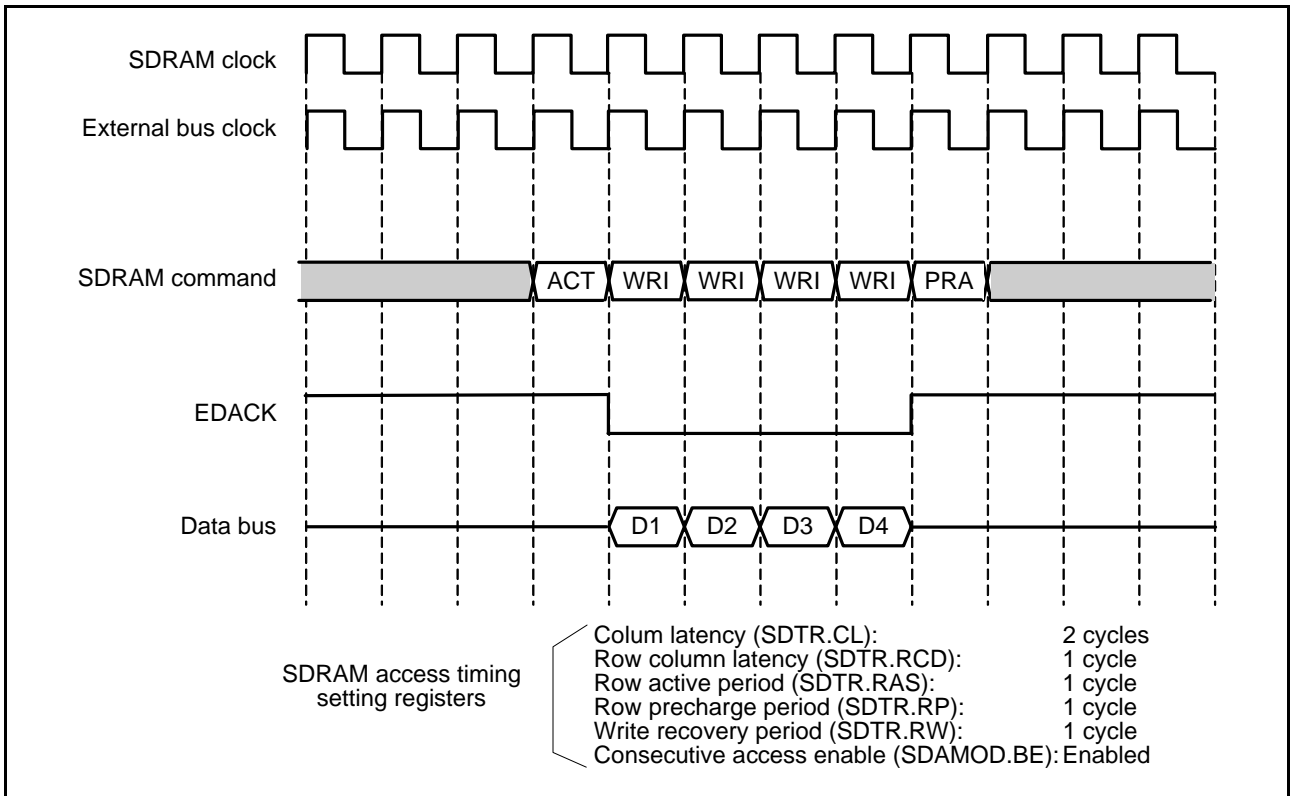 SDRAM clock
External bus clock
SDRAM command
ACT WRI WRI WRI WRI PRA
EDACK
Data bus
D1 D2 D3 D4
SDRAM access timing
setting registers
Colum latency (SDTR.CL): 2 cycles
Row column latency (SDTR.RCD): 1 cycle
Row active period (SDTR.RAS): 1 cycle
Row precharge period (SDTR.RP): 1 cycle
Write recovery period (SDTR.RW): 1 cycle
Consecutive access enable (SDAMOD.BE): Enabled